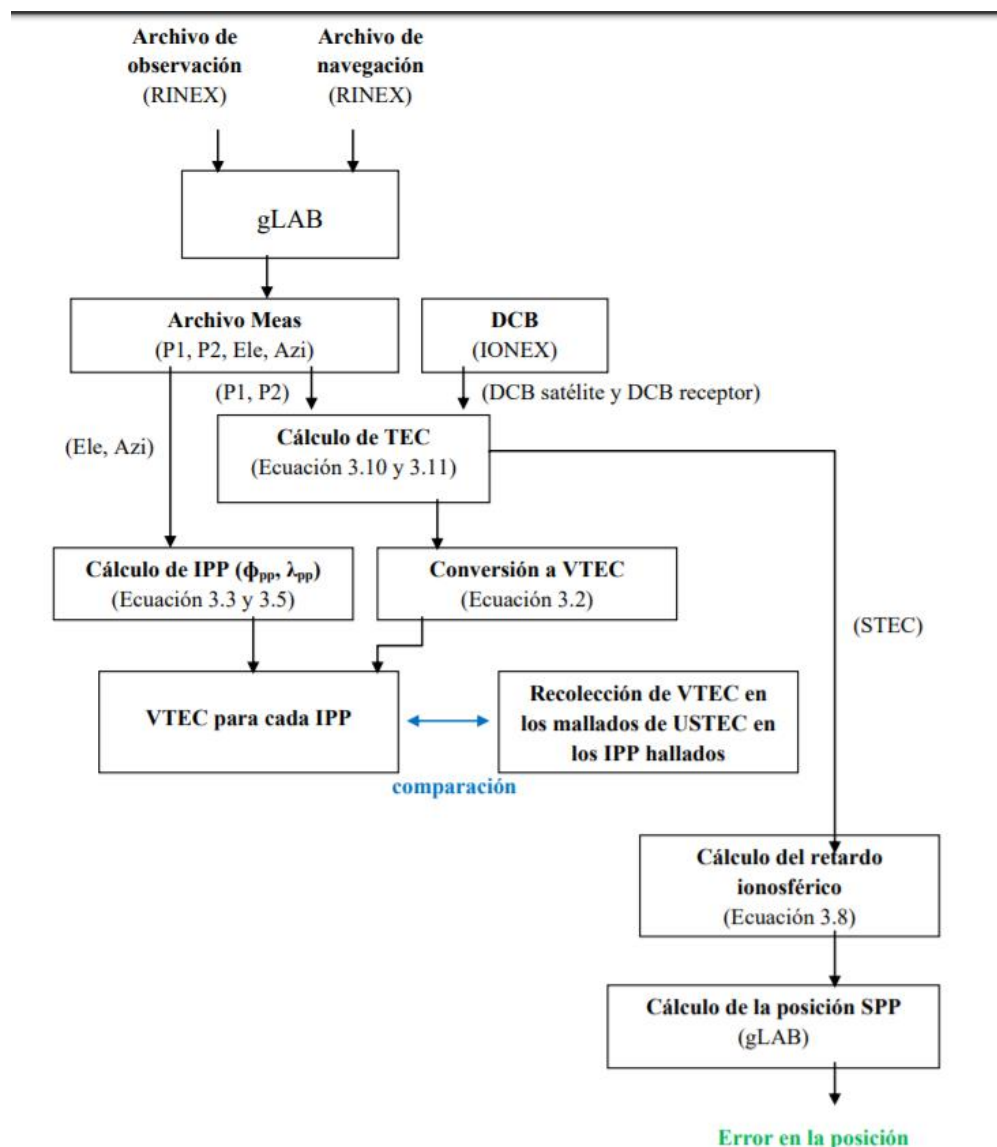 Archivo de
observación
(RINEX)
Archivo de
navegación
(RINEX)
gLAB
Archivo Meas
(P1, P2, Ele, Azi)
DCB
(IONEX)
(P1, P2)
(DCB satélite y DCB receptor)
(Ele, Azi)
Cálculo de TEC
(Ecuación 3.10 y 3.11)
Cálculo de IPP (ϕpp, λpp)
(Ecuación 3.3 y 3.5)
Conversión a VTEC
(Ecuación 3.2)
(STEC)
VTEC para cada IPP
Recolección de VTEC en
los mallados de USTEC en
los IPP hallados
comparación
Cálculo del retardo
ionosférico
(Ecuación 3.8)
Cálculo de la posición SPP
(gLAB)
Error en la posición